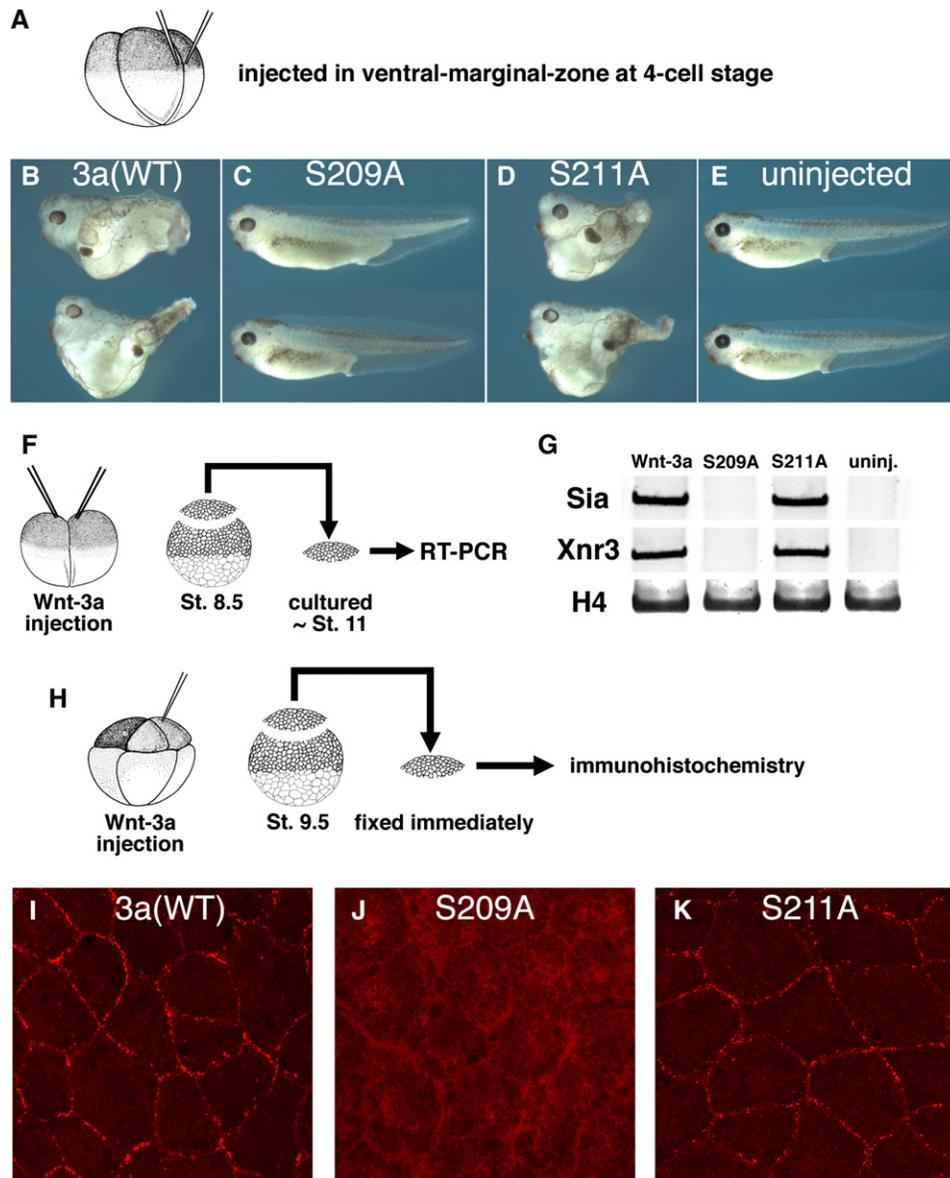 A
injected in ventral-marginal-zone at 4-cell stage
B 3a(WT)
C S209A
D S211A
E uninjected
F
Wnt-3a
injection
St. 8.5
cultured
~ St. 11
RT-PCR
G
Wnt-3a S209A S211A uninj.
Sia
Xnr3
H4
H
Wnt-3a
injection
St. 9.5
fixed immediately
immunohistochemistry
I 3a(WT)
J S209A
K S211A